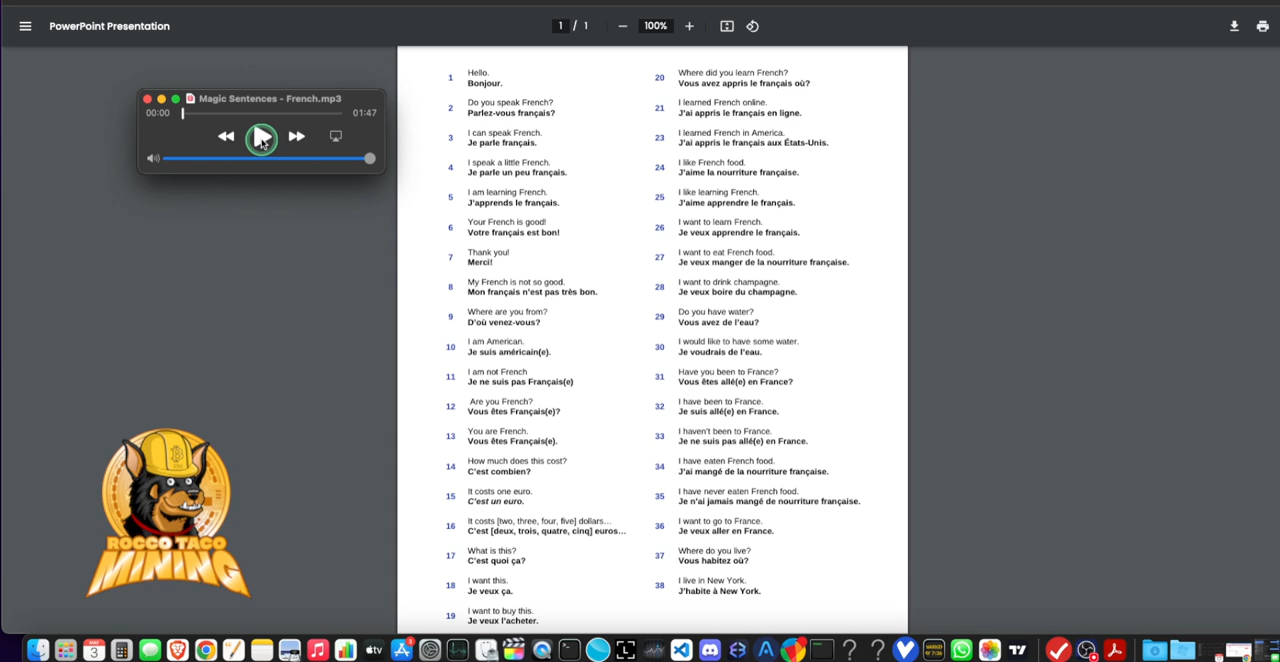 PowerPoint Presentation
1 / 1
100%
Magic Sentences - French.mp3
00:00
01:47
1 Hello.
Bonjour.
2 Do you speak French?
Parlez-vous français?
3 I can speak French.
Je parle français.
4 I speak a little French.
Je parle un peu français.
5 I am learning French.
J'apprends le français.
6 Your French is good!
Votre français est bon!
7 Thank you!
Merci!
8 My French is not so good.
Mon français n'est pas très bon.
9 Where are you from?
D'où venez-vous?
10 I am American.
Je suis américain(e).
11 I am not French
Je ne suis pas Français(e)
12 Are you French?
Vous êtes Français(e)?
13 You are French.
Vous êtes Français(e).
14 How much does this cost?
C'est combien?
15 It costs one euro.
C'est un euro.
16 It costs [two, three, four, five] dollars…
C'est [deux, trois, quatre, cinq] euros…
17 What is this?
C'est quoi ça?
18 I want this.
Je veux ça.
19 I want to buy this.
Je veux l'acheter.
20 Where did you learn French?
Vous avez appris le français où?
21 I learned French online.
J'ai appris le français en ligne.
23 I learned French in America.
J'ai appris le français aux États-Unis.
24 I like French food.
J'aime la nourriture française.
25 I like learning French.
J'aime apprendre le français.
26 I want to learn French.
Je veux apprendre le français.
27 I want to eat French food.
Je veux manger de la nourriture française.
28 I want to drink champagne.
Je veux boire du champagne.
29 Do you have water?
Vous avez de l'eau?
30 I would like to have some water.
Je voudrais de l'eau.
31 Have you been to France?
Vous êtes allé(e) en France?
32 I have been to France.
Je suis allé(e) en France.
33 I haven't been to France.
Je ne suis pas allé(e) en France.
34 I have eaten French food.
J'ai mangé de la nourriture française.
35 I have never eaten French food.
Je n'ai jamais mangé de nourriture française.
36 I want to go to France.
Je veux aller en France.
37 Where do you live?
Vous habitez où?
38 I live in New York.
J'habite à New York.
ROCCO TACO
MINING
3
tv